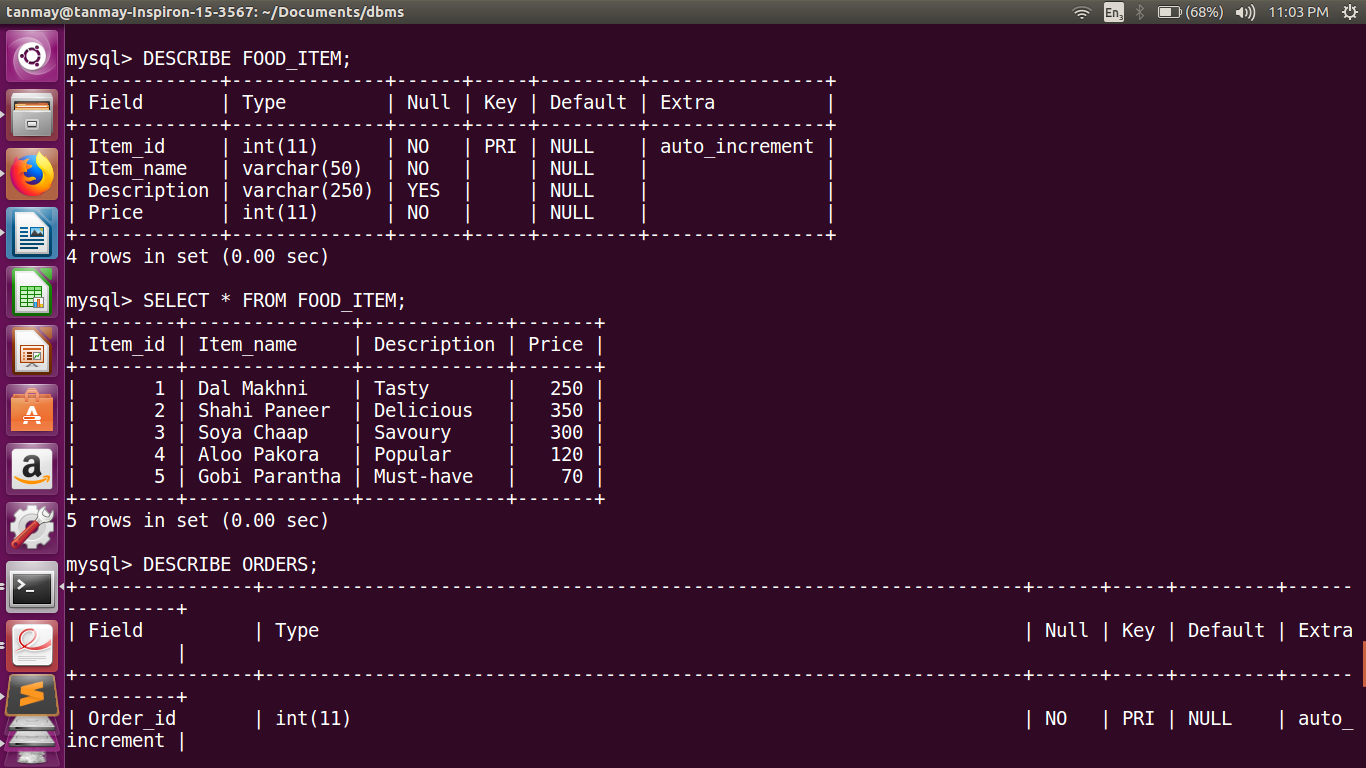 tanmay@tanmay-Inspiron-15-3567: ~/Documents/dbms En3 (68%) 11:03 PM
mysql> DESCRIBE FOOD_ITEM;
+-------------+--------------+------+-----+---------+----------------+
| Field       | Type         | Null | Key | Default | Extra          |
+-------------+--------------+------+-----+---------+----------------+
| Item_id     | int(11)      | NO   | PRI | NULL    | auto_increment |
| Item_name   | varchar(50)  | NO   |     | NULL    |                |
| Description | varchar(250) | YES  |     | NULL    |                |
| Price       | int(11)      | NO   |     | NULL    |                |
+-------------+--------------+------+-----+---------+----------------+
4 rows in set (0.00 sec)
mysql> SELECT * FROM FOOD_ITEM;
+---------+---------------+-------------+-------+
| Item_id | Item_name     | Description | Price |
+---------+---------------+-------------+-------+
|       1 | Dal Makhni    | Tasty       |   250 |
|       2 | Shahi Paneer  | Delicious   |   350 |
|       3 | Soya Chaap    | Savoury     |   300 |
|       4 | Aloo Pakora   | Popular     |   120 |
|       5 | Gobi Parantha | Must-have   |    70 |
+---------+---------------+-------------+-------+
5 rows in set (0.00 sec)
mysql> DESCRIBE ORDERS;
+----------------+---------------------------------------------------------------------+------+-----+---------+------
----------+
| Field          | Type                                                                | Null | Key | Default | Extra
          |
+----------------+---------------------------------------------------------------------+------+-----+---------+------
----------+
| Order_id       | int(11)                                                             | NO   | PRI | NULL    | auto_
increment |